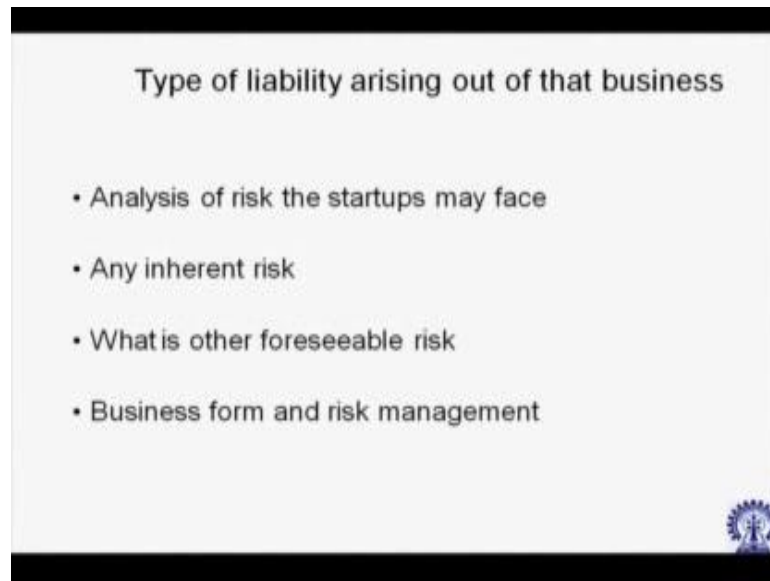 Type of liability arising out of that business
• Analysis of risk the startups may face
• Any inherent risk
• What is other foreseeable risk
• Business form and risk management